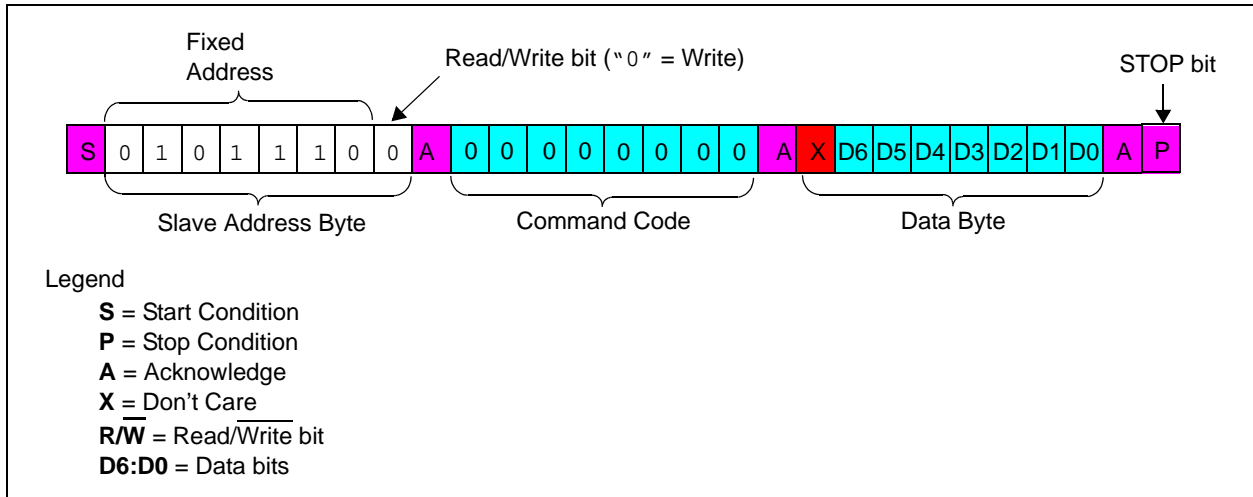 Fixed
Address
Read/Write bit ("0" = Write)
STOP bit
S 0 1 0 1 1 1 0 0 A 0 0 0 0 0 0 0 0 A X D6 D5 D4 D3 D2 D1 D0 A P
Slave Address Byte Command Code Data Byte
Legend
S = Start Condition
P = Stop Condition
A = Acknowledge
X = Don't Care
R/W̅ = Read/W̅r̅i̅t̅e̅ bit
D6:D0 = Data bits